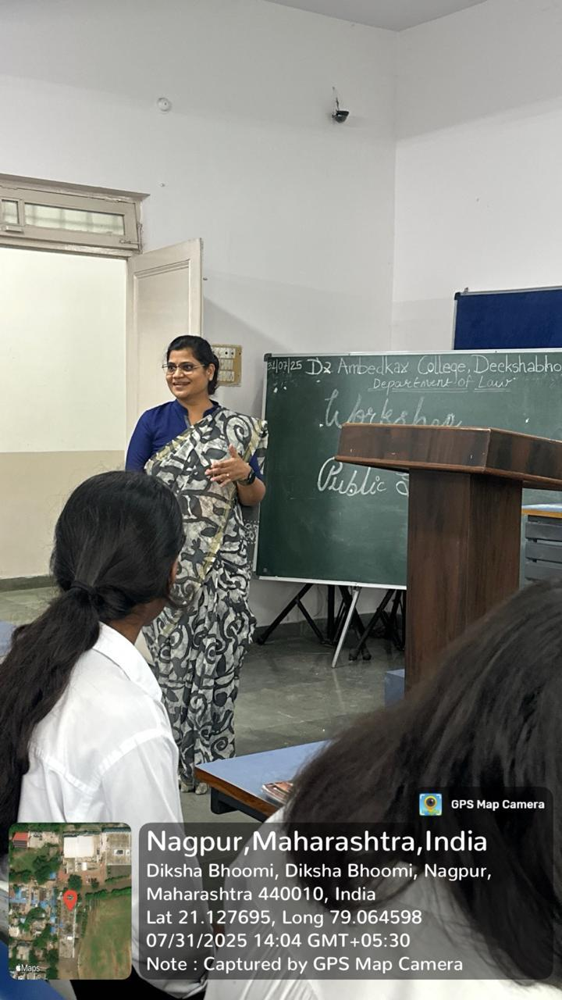 31/07/25 Dr Ambedkar College, Deekshabho
Department of Law
Workshop
Public
GPS Map Camera
Nagpur,Maharashtra,India
Diksha Bhoomi, Diksha Bhoomi, Nagpur,
Maharashtra 440010, India
Lat 21.127695, Long 79.064598
07/31/2025 14:04 GMT+05:30
Note : Captured by GPS Map Camera
Maps